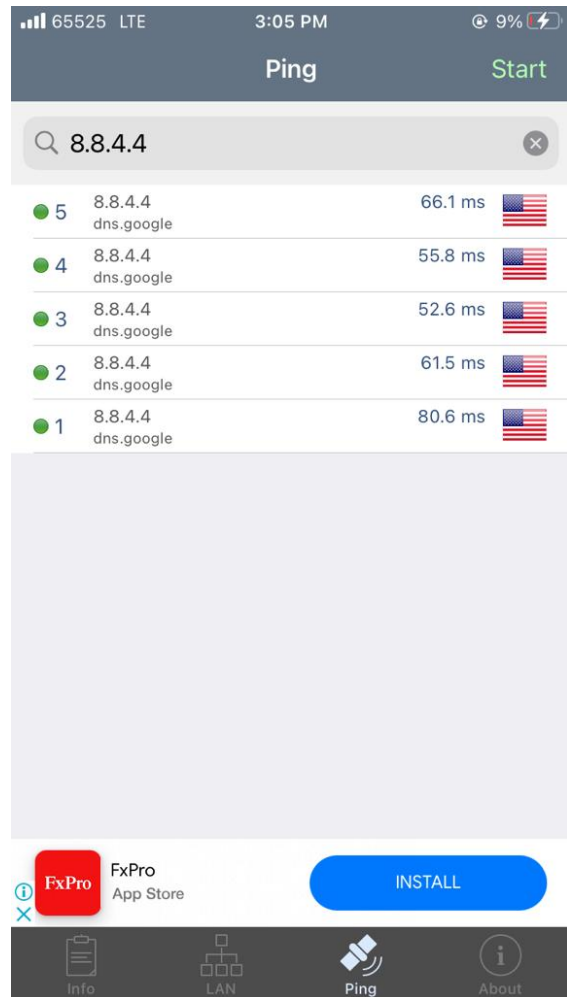 65525 LTE 3:05 PM 9%
Ping Start
8.8.4.4
5 8.8.4.4 66.1 ms
dns.google
4 8.8.4.4 55.8 ms
dns.google
3 8.8.4.4 52.6 ms
dns.google
2 8.8.4.4 61.5 ms
dns.google
1 8.8.4.4 80.6 ms
dns.google
FxPro FxPro INSTALL
App Store
Info LAN Ping About